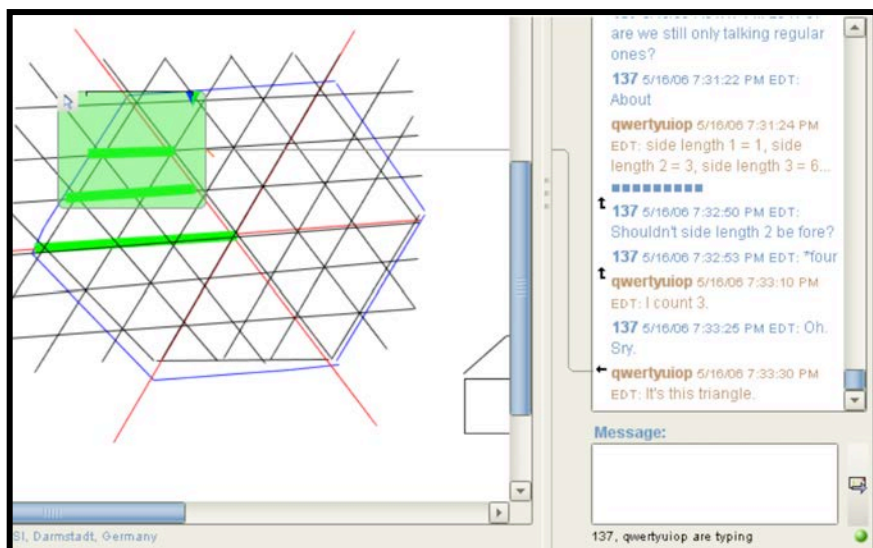 are we still only talking regular
ones?
137 5/16/06 7:31:22 PM EDT:
About
qwertyuiop 5/16/06 7:31:24 PM
EDT: side length 1 = 1, side
length 2 = 3, side length 3 = 6...
137 5/16/06 7:32:50 PM EDT:
Shouldn't side length 2 be fore?
137 5/16/06 7:32:53 PM EDT: *four
qwertyuiop 5/16/06 7:33:10 PM
EDT: I count 3.
137 5/16/06 7:33:25 PM EDT: Oh.
Sry.
qwertyuiop 5/16/06 7:33:30 PM
EDT: It's this triangle.
Message:
SI, Darmstadt, Germany
137, qwertyuiop are typing